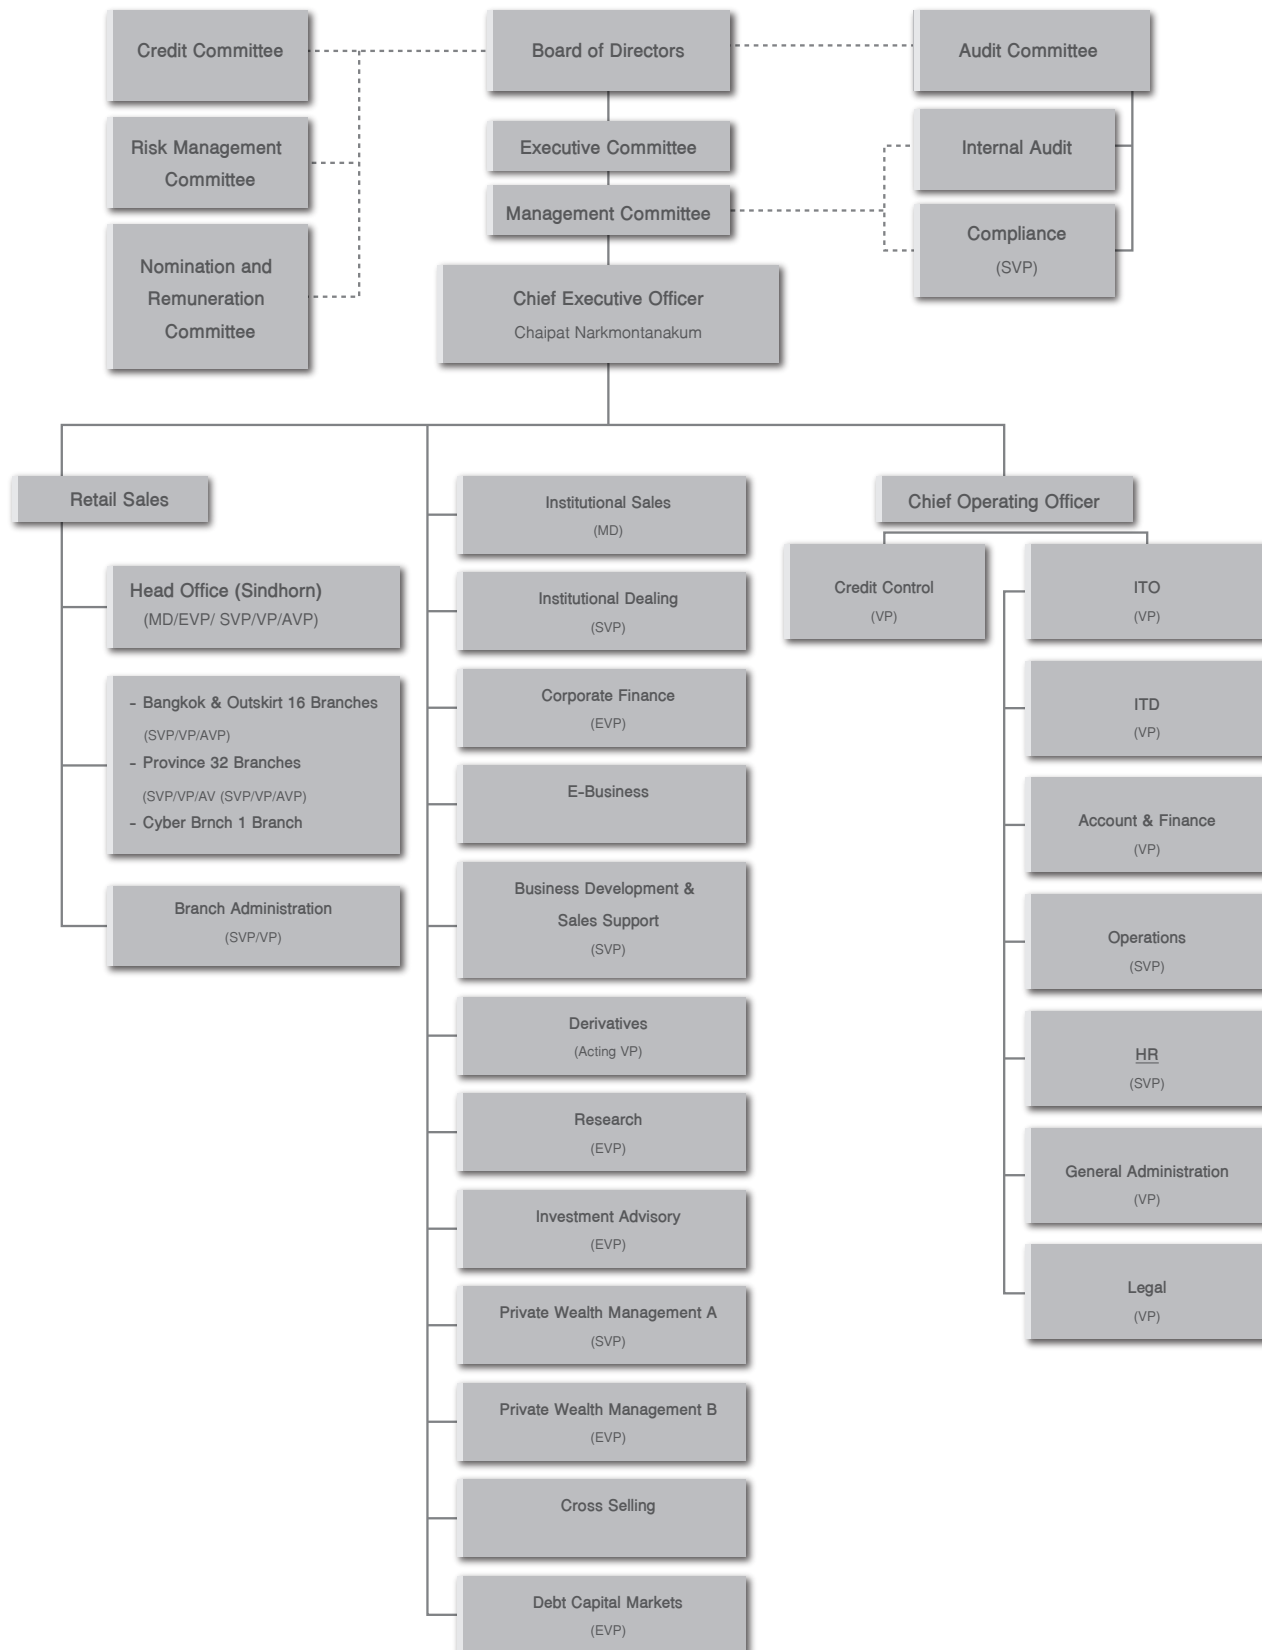 Credit Committee
Board of Directors
Audit Committee
Risk Management
Committee
Executive Committee
Internal Audit
Management Committee
Compliance
(SVP)
Nomination and
Remuneration
Committee
Chief Executive Officer
Chaipat Narkmontanakum
Retail Sales
Head Office (Sindhorn)
(MD/EVP/ SVP/VP/AVP)
- Bangkok & Outskirt 16 Branches
(SVP/VP/AVP)
- Province 32 Branches
(SVP/VP/AV (SVP/VP/AVP)
- Cyber Brnch 1 Branch
Branch Administration
(SVP/VP)
Institutional Sales
(MD)
Institutional Dealing
(SVP)
Corporate Finance
(EVP)
E-Business
Business Development &
Sales Support
(SVP)
Derivatives
(Acting VP)
Research
(EVP)
Investment Advisory
(EVP)
Private Wealth Management A
(SVP)
Private Wealth Management B
(EVP)
Cross Selling
Debt Capital Markets
(EVP)
Chief Operating Officer
Credit Control
(VP)
ITO
(VP)
ITD
(VP)
Account & Finance
(VP)
Operations
(SVP)
HR
(SVP)
General Administration
(VP)
Legal
(VP)